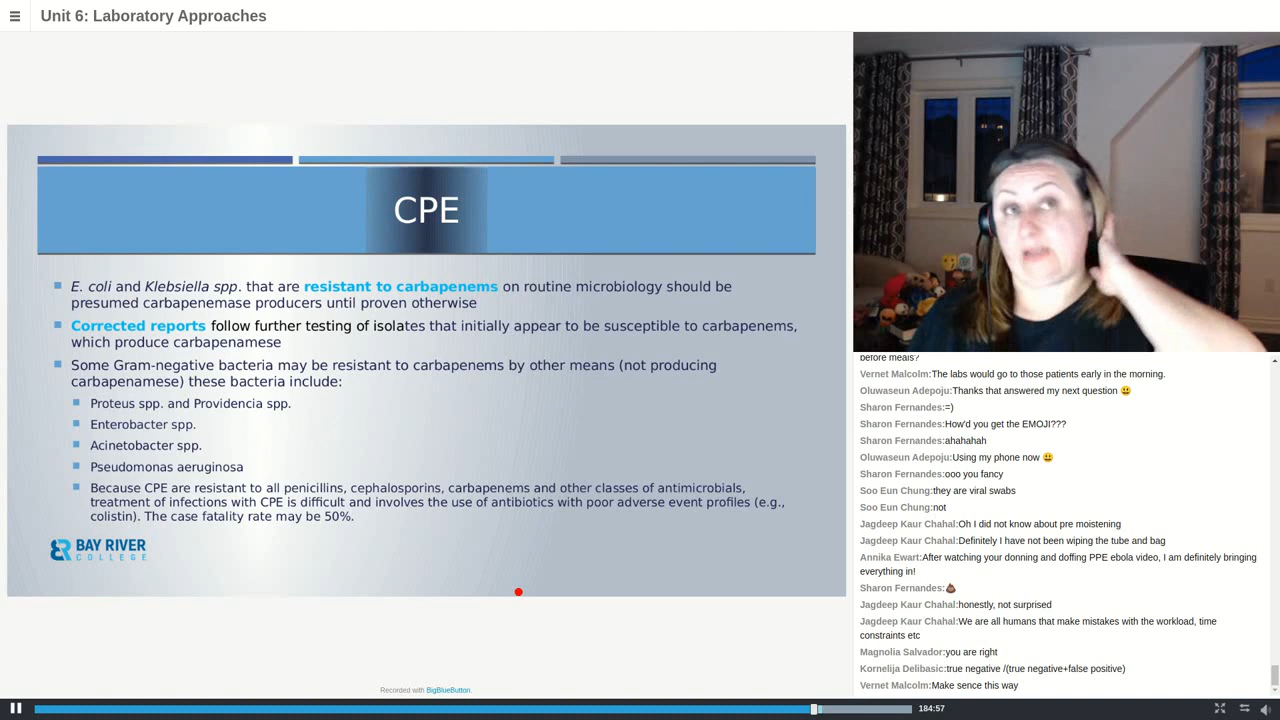 Unit 6: Laboratory Approaches
CPE
E. coli and Klebsiella spp. that are resistant to carbapenems on routine microbiology should be
presumed carbapenemase producers until proven otherwise
Corrected reports follow further testing of isolates that initially appear to be susceptible to carbapenems,
which produce carbapenamese
Some Gram-negative bacteria may be resistant to carbapenems by other means (not producing
carbapenamese) these bacteria include:
Proteus spp. and Providencia spp.
Enterobacter spp.
Acinetobacter spp.
Pseudomonas aeruginosa
Because CPE are resistant to all penicillins, cephalosporins, carbapenems and other classes of antimicrobials,
treatment of infections with CPE is difficult and involves the use of antibiotics with poor adverse event profiles (e.g.,
colistin). The case fatality rate may be 50%.
BAY RIVER
COLLEGE
Recorded with BigBlueButton.
before meals?
Vernet Malcolm:The labs would go to those patients early in the morning.
Oluwaseun Adepoju:Thanks that answered my next question 😃
Sharon Fernandes:=)
Sharon Fernandes:How'd you get the EMOJI???
Sharon Fernandes:ahahahah
Oluwaseun Adepoju:Using my phone now 😃
Sharon Fernandes:ooo you fancy
Soo Eun Chung:they are viral swabs
Soo Eun Chung:not
Jagdeep Kaur Chahal:Oh I did not know about pre moistening
Jagdeep Kaur Chahal:Definitely I have not been wiping the tube and bag
Annika Ewart:After watching your donning and doffing PPE ebola video, I am definitely bringing
everything in!
Sharon Fernandes:💩
Jagdeep Kaur Chahal:honestly, not surprised
Jagdeep Kaur Chahal:We are all humans that make mistakes with the workload, time
constraints etc
Magnolia Salvador:you are right
Kornelija Delibasic:true negative /(true negative+false positive)
Vernet Malcolm:Make sence this way
184:57